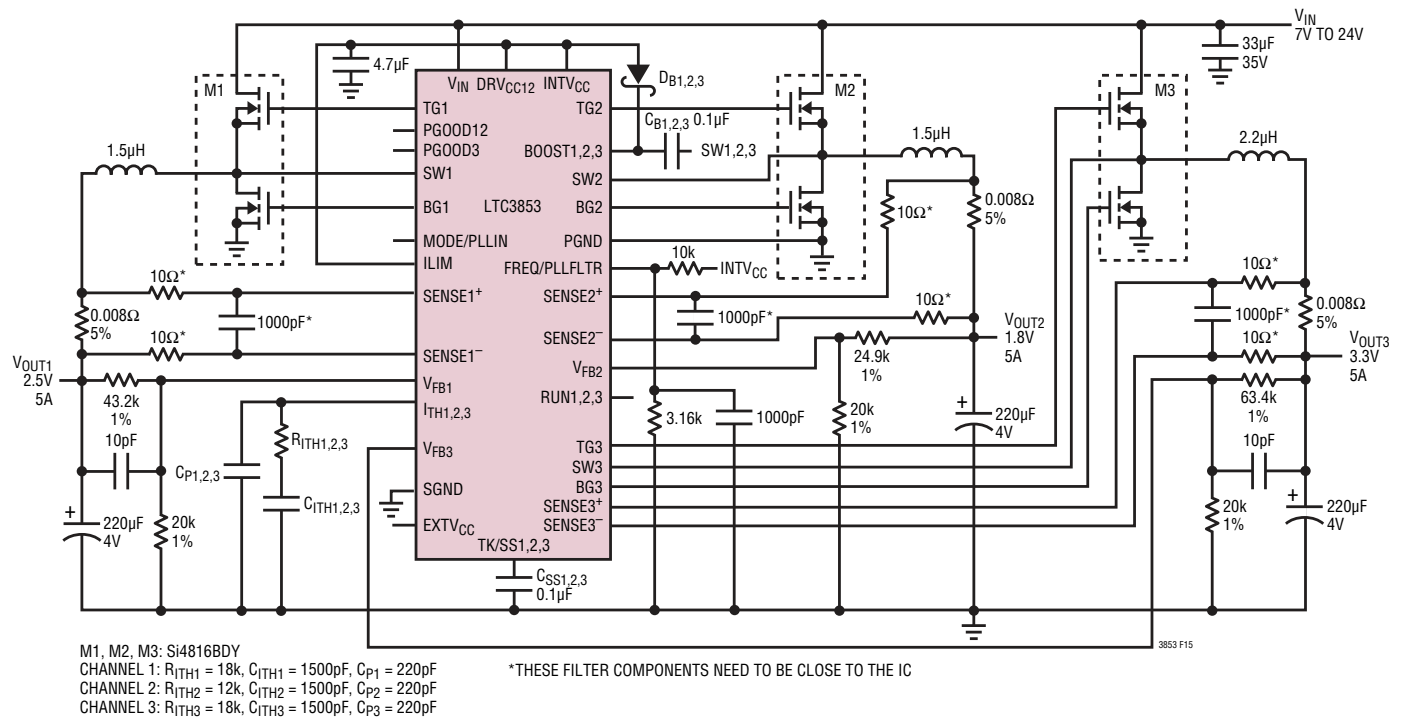 VIN
7V TO 24V
33µF
35V
4.7µF
VIN DRVCC12 INTVCC
DB1,2,3
M1
M2
M3
TG1
TG2
CB1,2,3 0.1µF
PGOOD12
PGOOD3
BOOST1,2,3
SW1,2,3
1.5µH
1.5µH
2.2µH
SW1
SW2
BG1
LTC3853
BG2
10Ω*
0.008Ω
5%
MODE/PLLIN
PGND
ILIM
FREQ/PLLFLTR
10k
INTVCC
10Ω*
10Ω*
SENSE1+
SENSE2+
0.008Ω
5%
1000pF*
1000pF*
10Ω*
1000pF*
0.008Ω
5%
10Ω*
SENSE1–
SENSE2–
10Ω*
VOUT1
2.5V
5A
VOUT2
1.8V
5A
VOUT3
3.3V
5A
43.2k
1%
VFB1
VFB2
24.9k
1%
63.4k
1%
ITH1,2,3
RUN1,2,3
10pF
RITH1,2,3
3.16k
1000pF
20k
1%
220µF
4V
10pF
CP1,2,3
VFB3
TG3
SW3
SGND
BG3
CITH1,2,3
SENSE3+
220µF
4V
20k
1%
EXTVCC
SENSE3–
20k
1%
220µF
4V
TK/SS1,2,3
CSS1,2,3
0.1µF
3853 F15
M1, M2, M3: Si4816BDY
CHANNEL 1: RITH1 = 18k, CITH1 = 1500pF, CP1 = 220pF
CHANNEL 2: RITH2 = 12k, CITH2 = 1500pF, CP2 = 220pF
CHANNEL 3: RITH3 = 18k, CITH3 = 1500pF, CP3 = 220pF
*THESE FILTER COMPONENTS NEED TO BE CLOSE TO THE IC